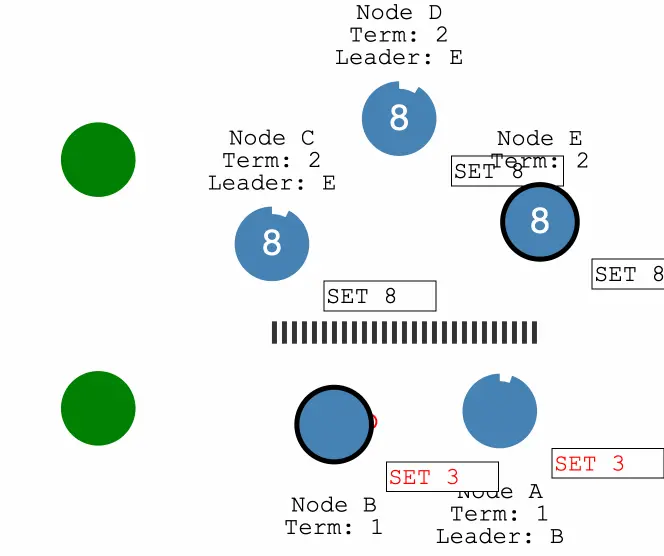 Node D
Term: 2
Leader: E
8
Node C
Term: 2
Leader: E
8
Node E
Term: 2
SET 8
8
SET 8
SET 8
SET 3
SET 3
Node B
Term: 1
Node A
Term: 1
Leader: B